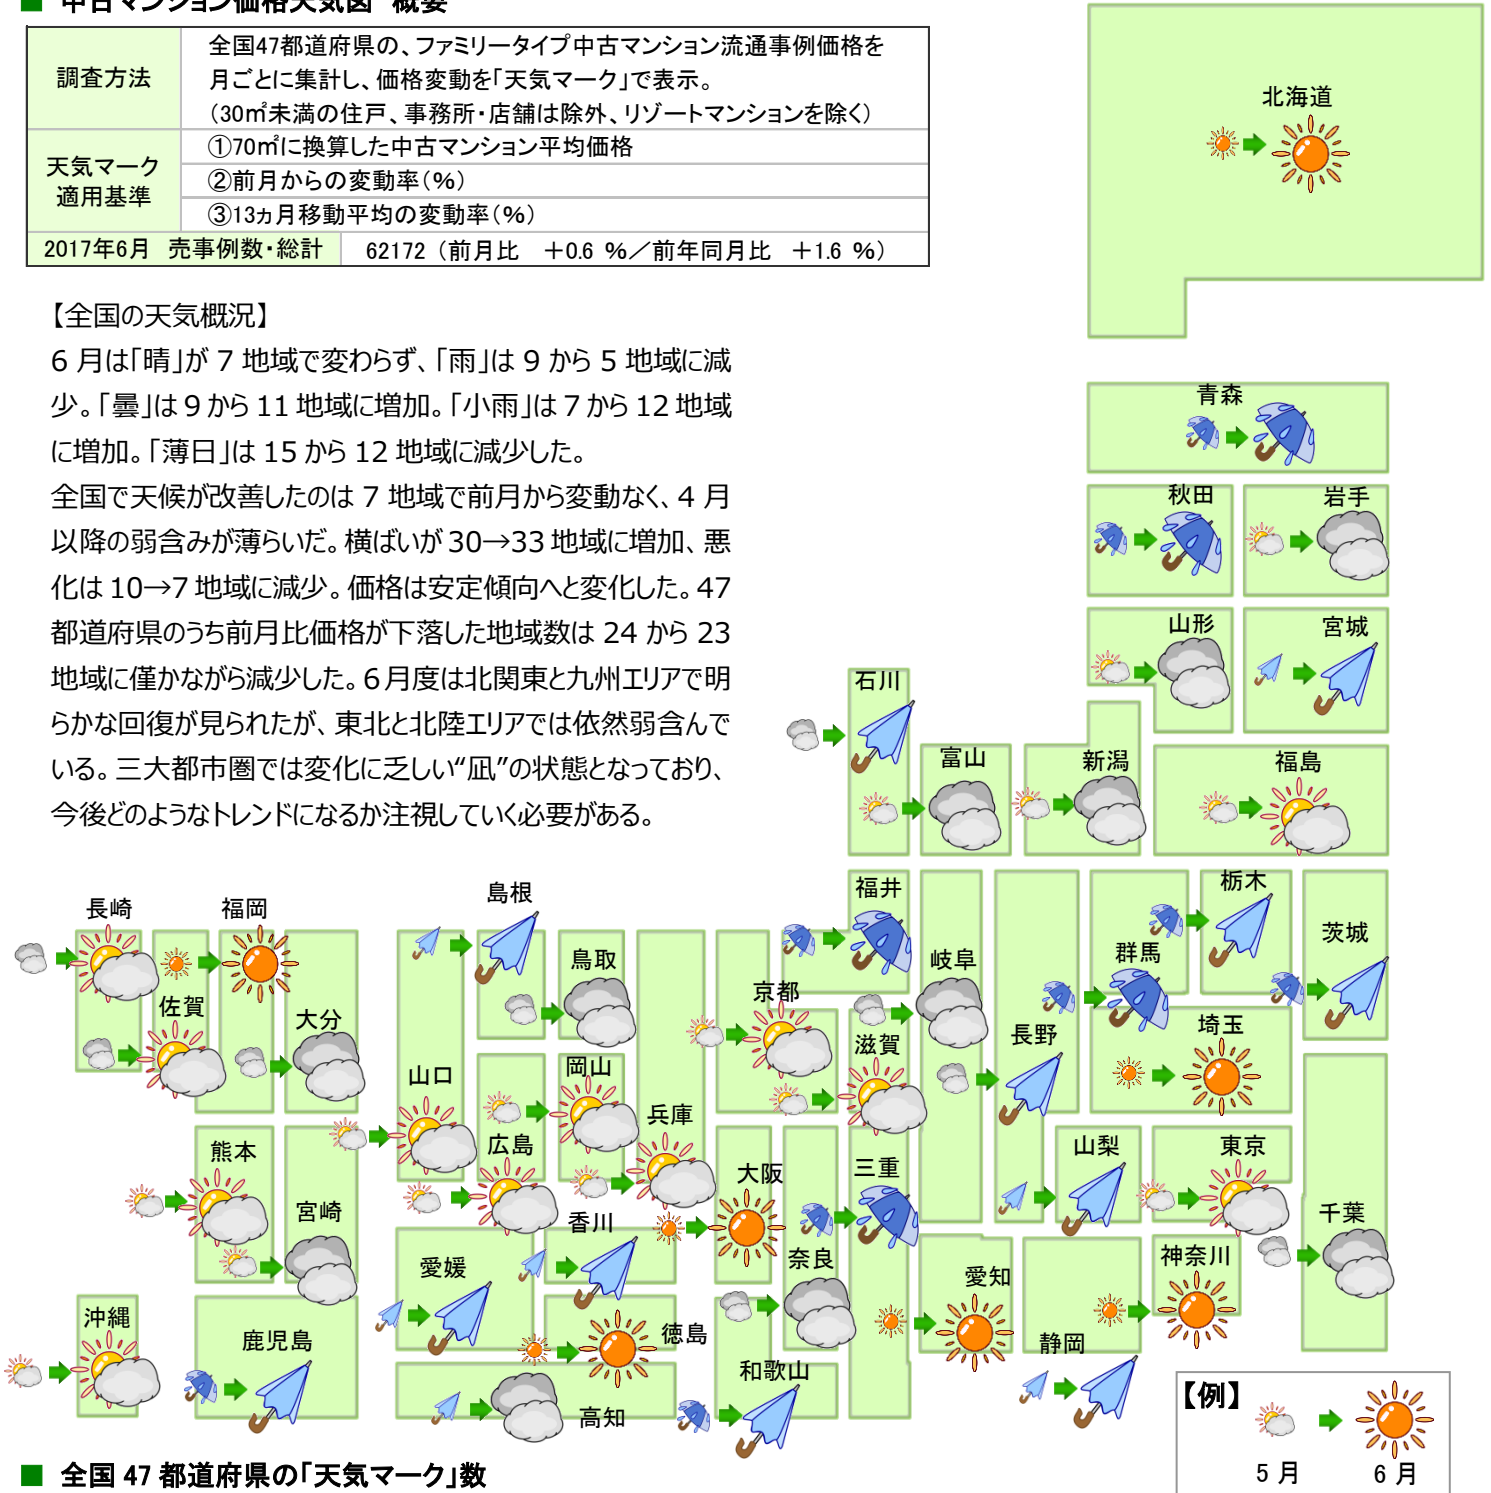 ■ 中古マンション価格天気図 概要
調査方法
全国47都道府県の、ファミリータイプ中古マンション流通事例価格を
月ごとに集計し、価格変動を｢天気マーク｣で表示。
（30㎡未満の住戸、事務所・店舗は除外、リゾートマンションを除く）
天気マーク
適用基準
①70㎡に換算した中古マンション平均価格
②前月からの変動率（%）
③13ヵ月移動平均の変動率（%）
2017年6月 売事例数・総計
62172（前月比 ＋0.6 %／前年同月比 ＋1.6 %）
【全国の天気概況】
6 月は｢晴｣が 7 地域で変わらず、｢雨｣は 9 から 5 地域に減
少。｢曇｣は 9 から 11 地域に増加。｢小雨｣は 7 から 12 地域
に増加。｢薄日｣は 15 から 12 地域に減少した。
全国で天候が改善したのは 7 地域で前月から変動なく、4 月
以降の弱含みが薄らいだ。横ばいが 30→33 地域に増加、悪
化は 10→7 地域に減少。価格は安定傾向へと変化した。47
都道府県のうち前月比価格が下落した地域数は 24 から 23
地域に僅かながら減少した。6 月度は北関東と九州エリアで明
らかな回復が見られたが、東北と北陸エリアでは依然弱含んで
いる。三大都市圏では変化に乏しい“凪”の状態となっており、
今後どのようなトレンドになるか注視していく必要がある。
北海道
青森
秋田
岩手
山形
宮城
石川
富山
新潟
福島
長崎
福岡
島根
福井
栃木
茨城
鳥取
岐阜
群馬
京都
佐賀
大分
滋賀
長野
埼玉
山口
岡山
兵庫
熊本
広島
大阪
三重
山梨
東京
宮崎
香川
千葉
愛媛
奈良
愛知
神奈川
沖縄
鹿児島
徳島
静岡
和歌山
高知
【例】
5 月
6 月
■ 全国 47 都道府県の｢天気マーク｣数